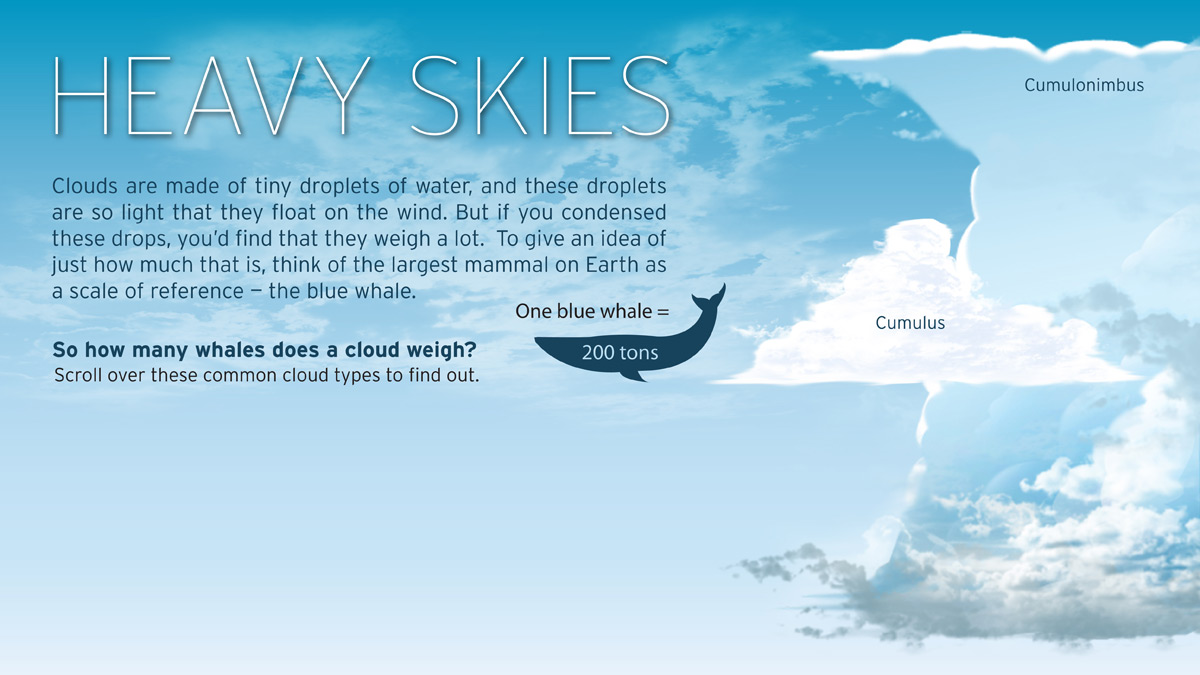 HEAVY SKIES
Clouds are made of tiny droplets of water, and these droplets
are so light that they float on the wind. But if you condensed
these drops, you'd find that they weigh a lot.  To give an idea of
just how much that is, think of the largest mammal on Earth as
a scale of reference – the blue whale.
One blue whale =
200 tons
So how many whales does a cloud weigh?
Scroll over these common cloud types to find out.
Cumulonimbus
Cumulus